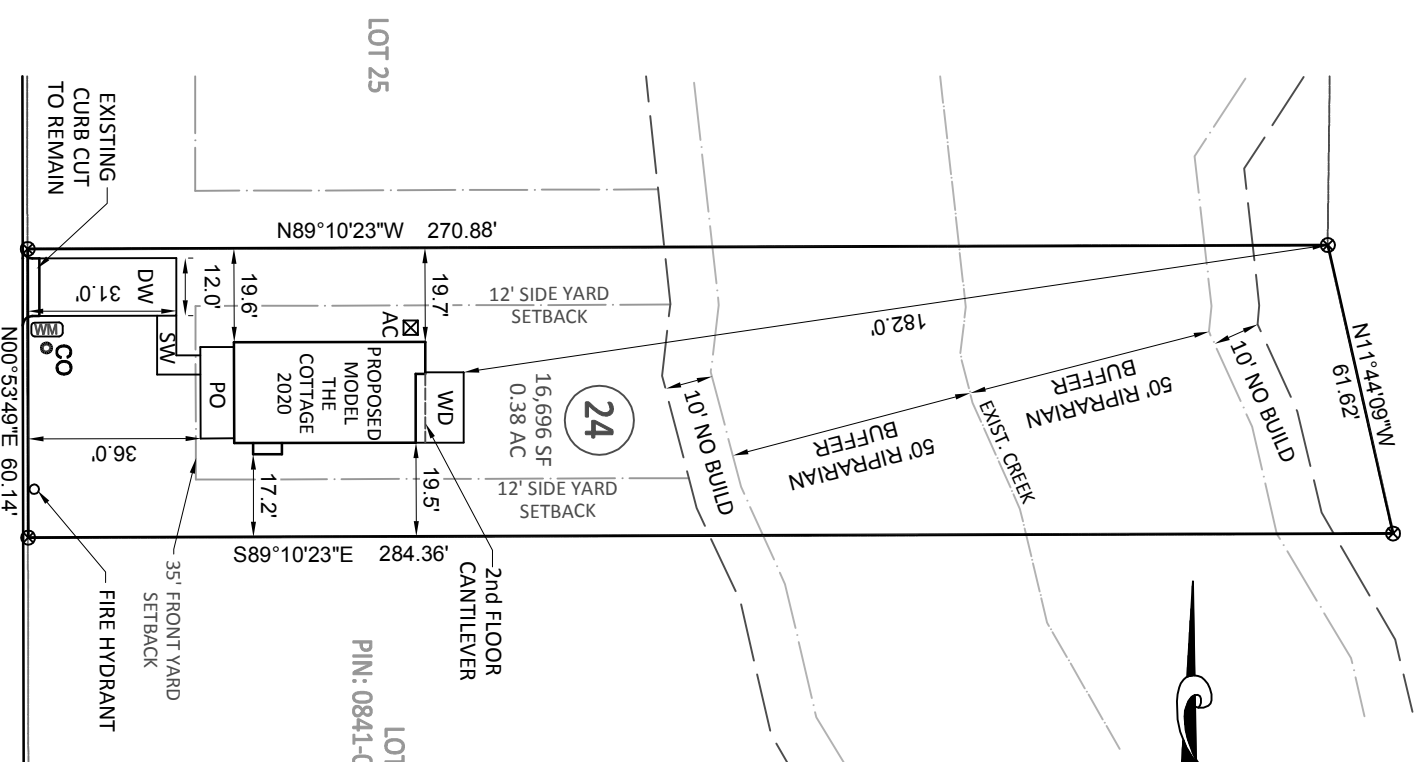 LOT 25
EXISTING
CURB CUT
TO REMAIN
N89°10'23"W 270.88'
DW
31.0'
12.0'
19.6'
19.7'
12' SIDE YARD
SETBACK
182.0'
N11°44'09"W
61.62'
10' NO BUILD
50' RIPRARIAN
BUFFER
EXIST. CREEK
50' RIPRARIAN
BUFFER
10' NO BUILD
WM
CO
SW
PO
AC
PROPOSED
MODEL
THE
COTTAGE
2020
WD
24
16,696 SF
0.38 AC
36.0'
17.2'
19.5'
12' SIDE YARD
SETBACK
N00°53'49"E 60.14'
S89°10'23"E 284.36'
2nd FLOOR
CANTILEVER
35' FRONT YARD
SETBACK
FIRE HYDRANT
LOT
PIN: 0841-0